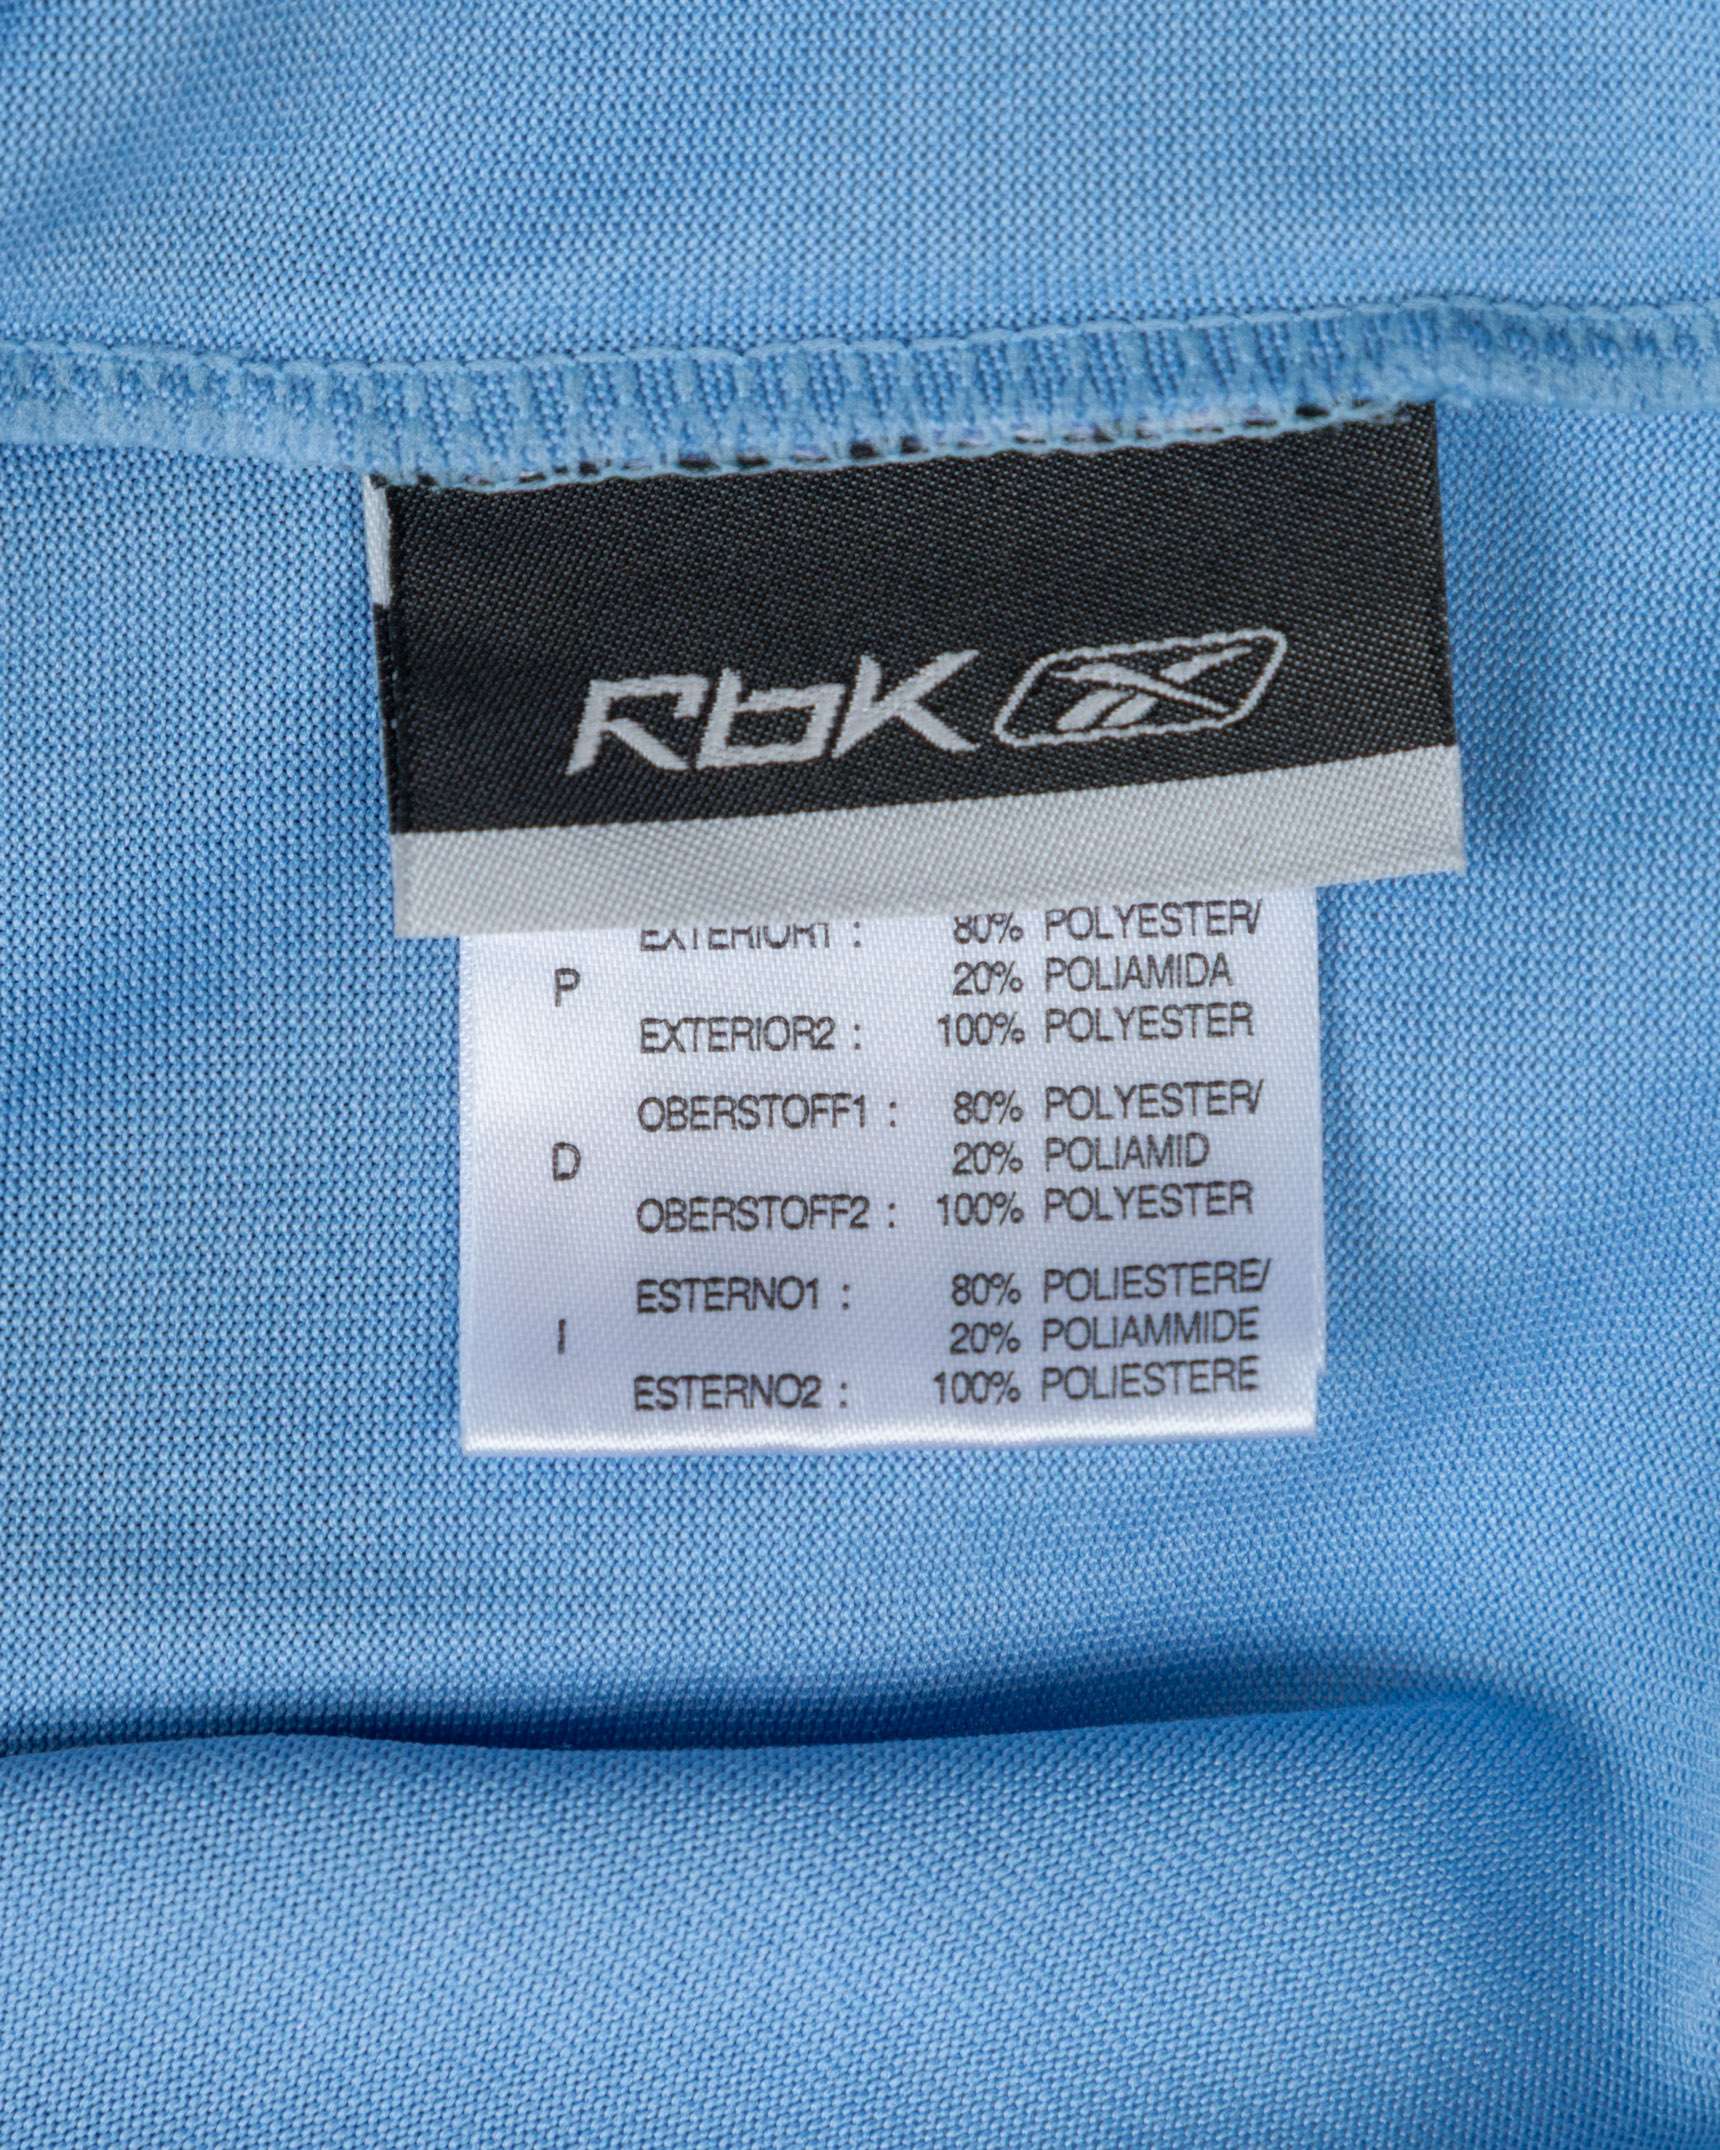 RbK
EXTERIOR1 : 80% POLYESTER/
P 20% POLIAMIDA
EXTERIOR2 : 100% POLYESTER
OBERSTOFF1 : 80% POLYESTER/
D 20% POLIAMID
OBERSTOFF2 : 100% POLYESTER
ESTERNO1 : 80% POLIESTERE/
I 20% POLIAMMIDE
ESTERNO2 : 100% POLIESTERE